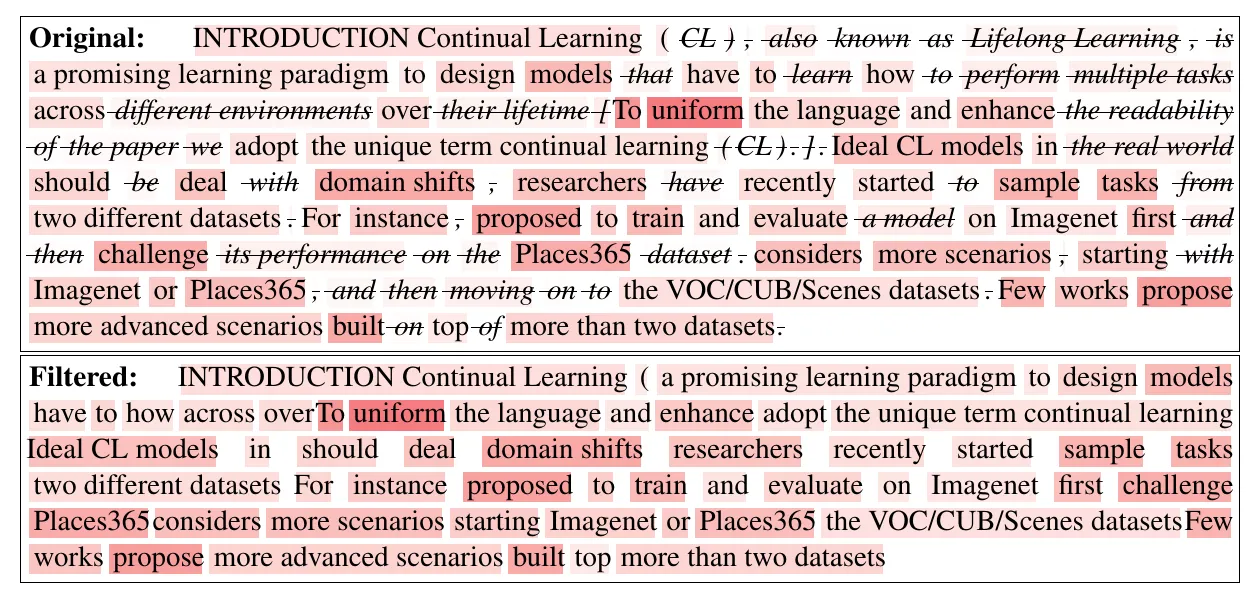 Original: INTRODUCTION Continual Learning ( CL ) , also known as Lifelong Learning , is
a promising learning paradigm to design models that have to learn how to perform multiple tasks
across different environments over their lifetime [To uniform the language and enhance the readability
of the paper we adopt the unique term continual learning ( CL ) . ] . Ideal CL models in the real world
should be deal with domain shifts , researchers have recently started to sample tasks from
two different datasets . For instance , proposed to train and evaluate a model on Imagenet first and
then challenge its performance on the Places365 dataset . considers more scenarios , starting with
Imagenet or Places365 , and then moving on to the VOC/CUB/Scenes datasets . Few works propose
more advanced scenarios built on top of more than two datasets .
Filtered: INTRODUCTION Continual Learning ( a promising learning paradigm to design models
have to how across overTo uniform the language and enhance adopt the unique term continual learning
Ideal CL models in should deal domain shifts researchers recently started sample tasks
two different datasets For instance proposed to train and evaluate on Imagenet first challenge
Places365 considers more scenarios starting Imagenet or Places365 the VOC/CUB/Scenes datasets Few
works propose more advanced scenarios built top more than two datasets